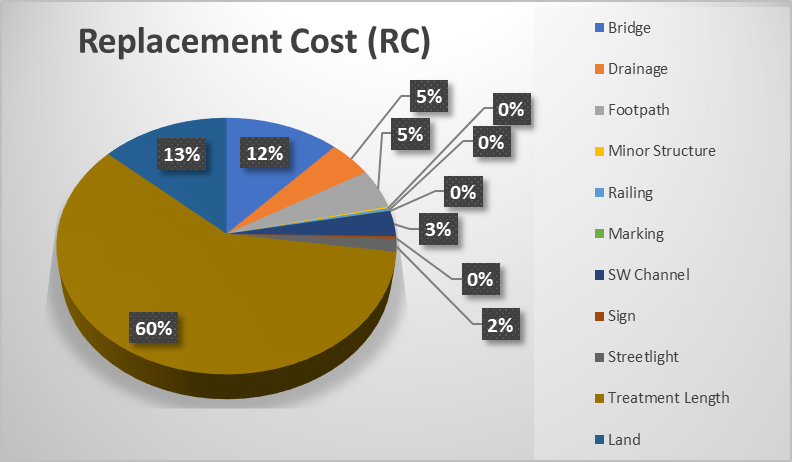 Replacement Cost (RC)
13%
12%
5%
5%
0%
0%
0%
3%
0%
2%
60%
Bridge
Drainage
Footpath
Minor Structure
Railing
Marking
SW Channel
Sign
Streetlight
Treatment Length
Land